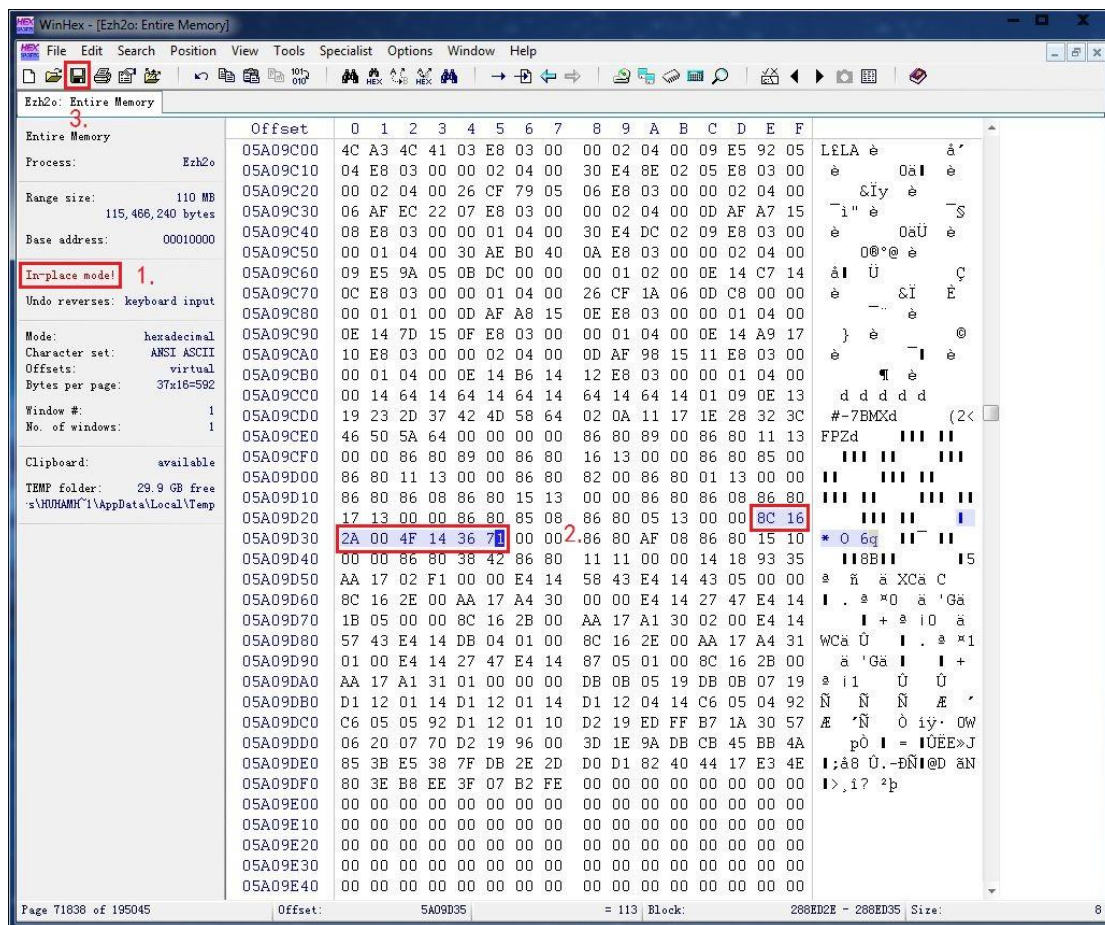 WinHex - [Ezh2o: Entire Memory]
File Edit Search Position View Tools Specialist Options Window Help
Ezh2o: Entire Memory
3.
Entire Memory
Process: Ezh2o
Range size: 110 MB
115,466,240 bytes
Base address: 00010000
In-place mode! 1.
Undo reverses: keyboard input
Mode: hexadecimal
Character set: ANSI ASCII
Offsets: virtual
Bytes per page: 37x16=592
Window #: 1
No. of windows: 1
Clipboard: available
TEMP folder: 29.9 GB free
Offset 0 1 2 3 4 5 6 7 8 9 A B C D E F
05A09C00 4C A3 4C 41 03 E8 03 00 00 02 04 00 09 E5 92 05
05A09C10 04 E8 03 00 00 02 04 00 30 E4 8E 02 05 E8 03 00
05A09C20 00 02 04 00 26 CF 79 05 06 E8 03 00 00 02 04 00
05A09C30 06 AF EC 22 07 E8 03 00 00 02 04 00 0D AF A7 15
05A09C40 08 E8 03 00 00 01 04 00 30 E4 DC 02 09 E8 03 00
05A09C50 00 01 04 00 30 AE B0 40 0A E8 03 00 00 02 04 00
05A09C60 09 E5 9A 05 0B DC 00 00 00 01 02 00 0E 14 C7 14
05A09C70 0C E8 03 00 00 01 04 00 26 CF 1A 06 0D C8 00 00
05A09C80 00 01 01 00 0D AF A8 15 0E E8 03 00 00 01 04 00
05A09C90 0E 14 7D 15 0F E8 03 00 00 01 04 00 0E 14 A9 17
05A09CA0 10 E8 03 00 00 02 04 00 0D AF 98 15 11 E8 03 00
05A09CB0 00 01 04 00 0E 14 B6 14 12 E8 03 00 00 01 04 00
05A09CC0 00 14 64 14 64 14 64 14 64 14 64 14 01 09 0E 13
05A09CD0 19 23 2D 37 42 4D 58 64 02 0A 11 17 1E 28 32 3C
05A09CE0 46 50 5A 64 00 00 00 00 86 80 89 00 86 80 11 13
05A09CF0 00 00 86 80 89 00 86 80 16 13 00 00 86 80 85 00
05A09D00 86 80 11 13 00 00 86 80 82 00 86 80 01 13 00 00
05A09D10 86 80 86 08 86 80 15 13 00 00 86 80 86 08 86 80
05A09D20 17 13 00 00 86 80 85 08 86 80 05 13 00 00 8C 16
05A09D30 2A 00 4F 14 36 71 00 00 2. 86 80 AF 08 86 80 15 10
05A09D40 00 00 86 80 38 42 86 80 11 11 00 00 14 18 93 35
05A09D50 AA 17 02 F1 00 00 E4 14 58 43 E4 14 43 05 00 00
05A09D60 8C 16 2E 00 AA 17 A4 30 00 00 E4 14 27 47 E4 14
05A09D70 1B 05 00 00 8C 16 2B 00 AA 17 A1 30 02 00 E4 14
05A09D80 57 43 E4 14 DB 04 01 00 8C 16 2E 00 AA 17 A4 31
05A09D90 01 00 E4 14 27 47 E4 14 87 05 01 00 8C 16 2B 00
05A09DA0 AA 17 A1 31 01 00 00 00 DB 0B 05 19 DB 0B 07 19
05A09DB0 D1 12 01 14 D1 12 01 14 D1 12 04 14 C6 05 04 92
05A09DC0 C6 05 05 92 D1 12 01 10 D2 19 ED FF B7 1A 30 57
05A09DD0 06 20 07 70 D2 19 96 00 3D 1E 9A DB CB 45 BB 4A
05A09DE0 85 3B E5 38 7F DB 2E 2D D0 D1 82 40 44 17 E3 4E
05A09DF0 80 3E B8 EE 3F 07 B2 FE 00 00 00 00 00 00 00 00
05A09E00 00 00 00 00 00 00 00 00 00 00 00 00 00 00 00 00
05A09E10 00 00 00 00 00 00 00 00 00 00 00 00 00 00 00 00
05A09E20 00 00 00 00 00 00 00 00 00 00 00 00 00 00 00 00
05A09E30 00 00 00 00 00 00 00 00 00 00 00 00 00 00 00 00
05A09E40 00 00 00 00 00 00 00 00 00 00 00 00 00 00 00 00
Page 71838 of 195045 Offset: 5A09D35 = 113 Block: 288ED2E - 288ED35 Size: 8